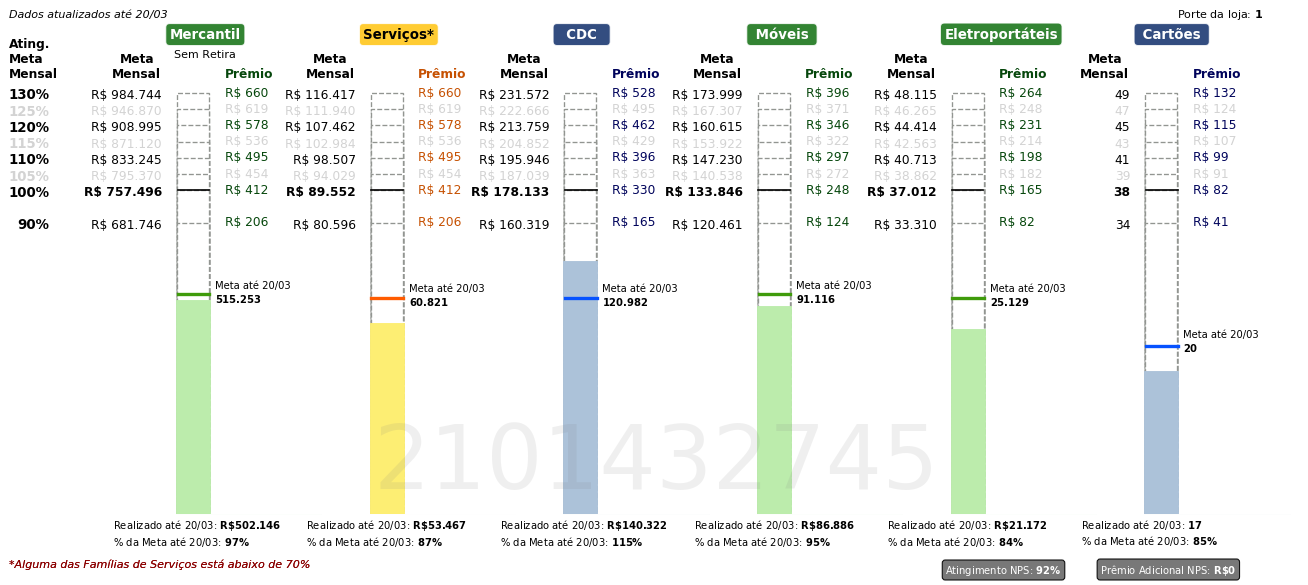 Dados atualizados até 20/03
Porte da loja: 1
Mercantil Serviços* CDC Móveis Eletroportáteis Cartões
Sem Retira
Ating. Meta Mensal
Meta Mensal Prêmio Meta Mensal Prêmio Meta Mensal Prêmio Meta Mensal Prêmio Meta Mensal Prêmio Meta Mensal Prêmio
130% R$ 984.744 R$ 660 R$ 116.417 R$ 660 R$ 231.572 R$ 528 R$ 173.999 R$ 396 R$ 48.115 R$ 264 49 R$ 132
125% R$ 946.870 R$ 619 R$ 111.940 R$ 619 R$ 222.666 R$ 495 R$ 167.307 R$ 371 R$ 46.265 R$ 248 47 R$ 124
120% R$ 908.995 R$ 578 R$ 107.462 R$ 578 R$ 213.759 R$ 462 R$ 160.615 R$ 346 R$ 44.414 R$ 231 45 R$ 115
115% R$ 871.120 R$ 536 R$ 102.984 R$ 536 R$ 204.852 R$ 429 R$ 153.922 R$ 322 R$ 42.563 R$ 214 43 R$ 107
110% R$ 833.245 R$ 495 R$ 98.507 R$ 495 R$ 195.946 R$ 396 R$ 147.230 R$ 297 R$ 40.713 R$ 198 41 R$ 99
105% R$ 795.370 R$ 454 R$ 94.029 R$ 454 R$ 187.039 R$ 363 R$ 140.538 R$ 272 R$ 38.862 R$ 182 39 R$ 91
100% R$ 757.496 R$ 412 R$ 89.552 R$ 412 R$ 178.133 R$ 330 R$ 133.846 R$ 248 R$ 37.012 R$ 165 38 R$ 82
90% R$ 681.746 R$ 206 R$ 80.596 R$ 206 R$ 160.319 R$ 165 R$ 120.461 R$ 124 R$ 33.310 R$ 82 34 R$ 41
Meta até 20/03
515.253
Meta até 20/03
60.821
Meta até 20/03
120.982
Meta até 20/03
91.116
Meta até 20/03
25.129
Meta até 20/03
20
2101432745
Realizado até 20/03: R$502.146
% da Meta até 20/03: 97%
Realizado até 20/03: R$53.467
% da Meta até 20/03: 87%
Realizado até 20/03: R$140.322
% da Meta até 20/03: 115%
Realizado até 20/03: R$86.886
% da Meta até 20/03: 95%
Realizado até 20/03: R$21.172
% da Meta até 20/03: 84%
Realizado até 20/03: 17
% da Meta até 20/03: 85%
*Alguma das Famílias de Serviços está abaixo de 70%
Atingimento NPS: 92%
Prêmio Adicional NPS: R$0